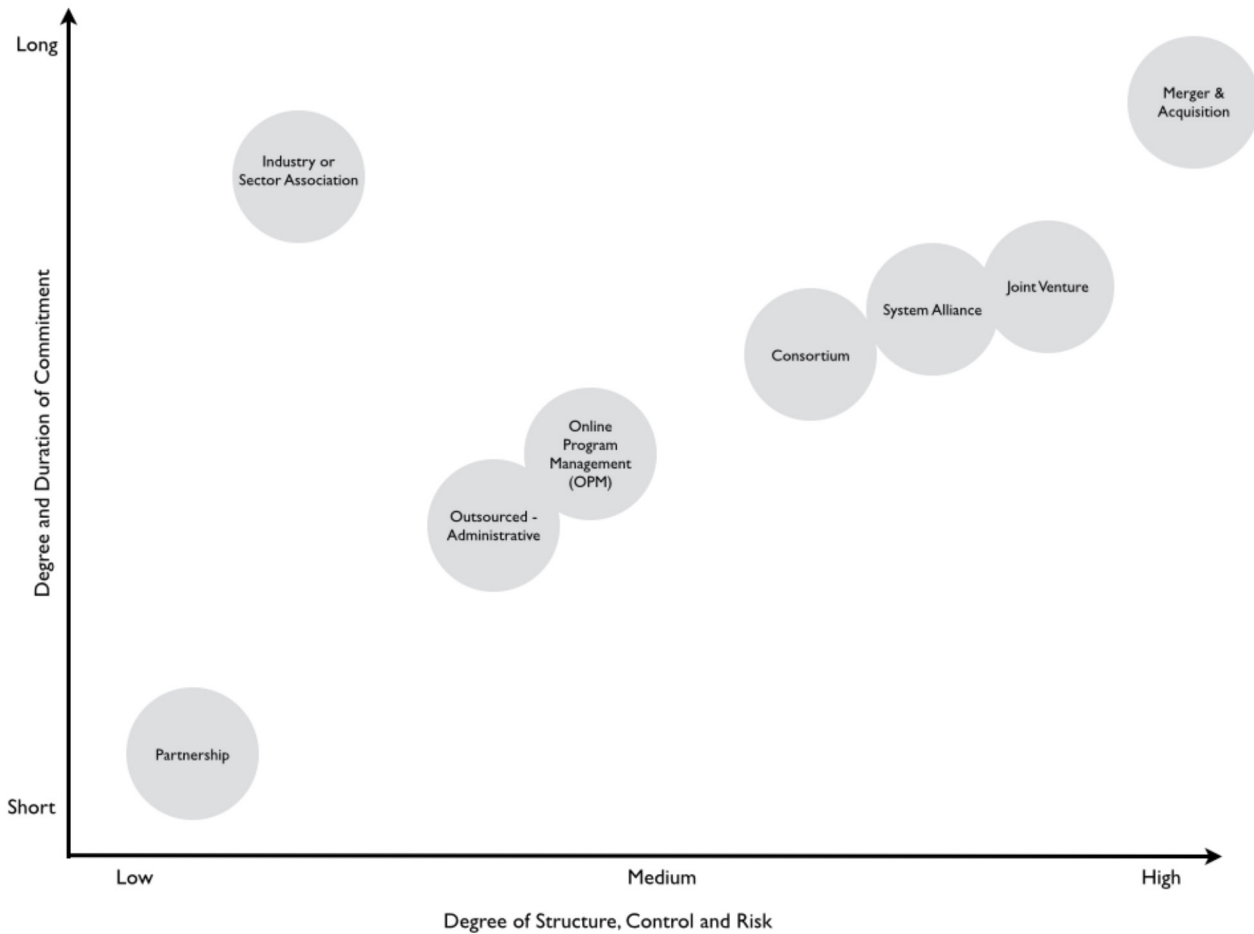 Long
Merger &
Acquisition
Industry or
Sector Association
Joint Venture
System Alliance
Consortium
Online
Program
Management
(OPM)
Outsourced -
Administrative
Degree and Duration of Commitment
Partnership
Short
Low
Medium
High
Degree of Structure, Control and Risk